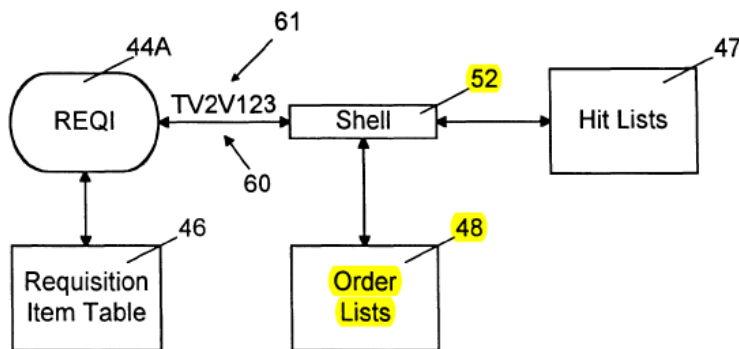 61
44A
47
TV2V123
52
REQI
Shell
Hit Lists
60
46
48
Requisition
Item Table
Order
Lists